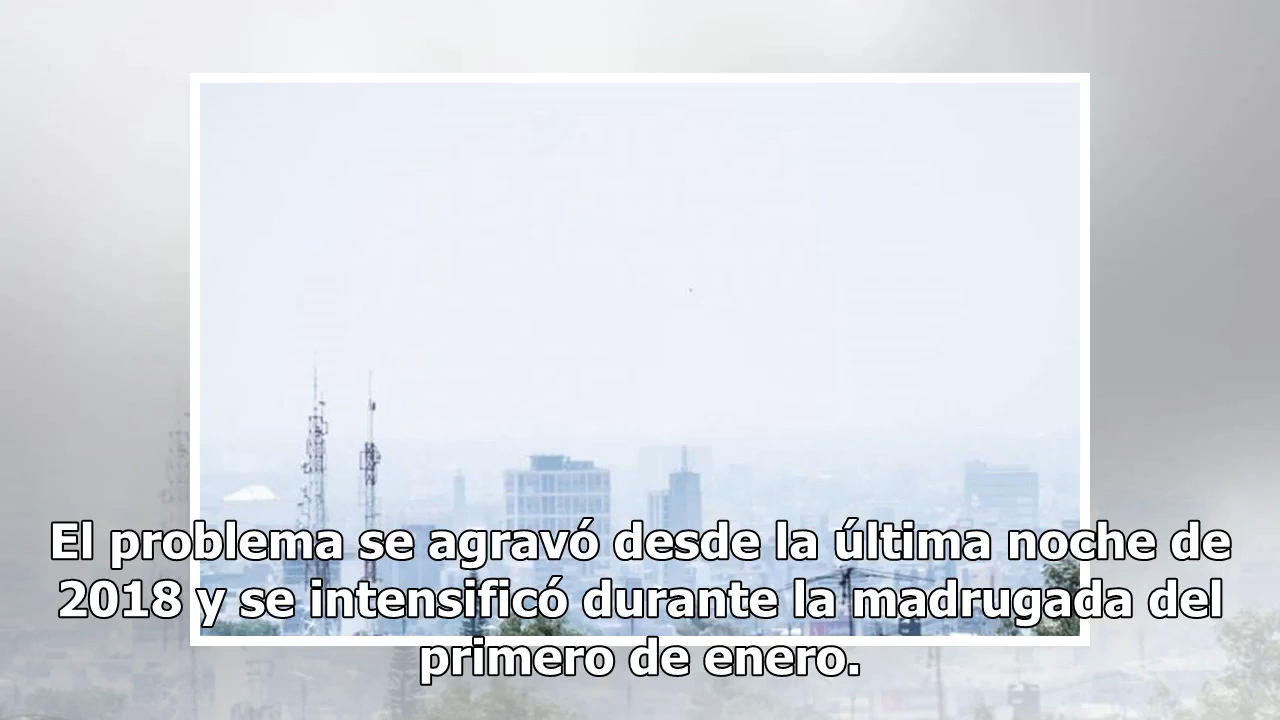 El problema se agravó desde la última noche de
2018 y se intensificó durante la madrugada del
primero de enero.